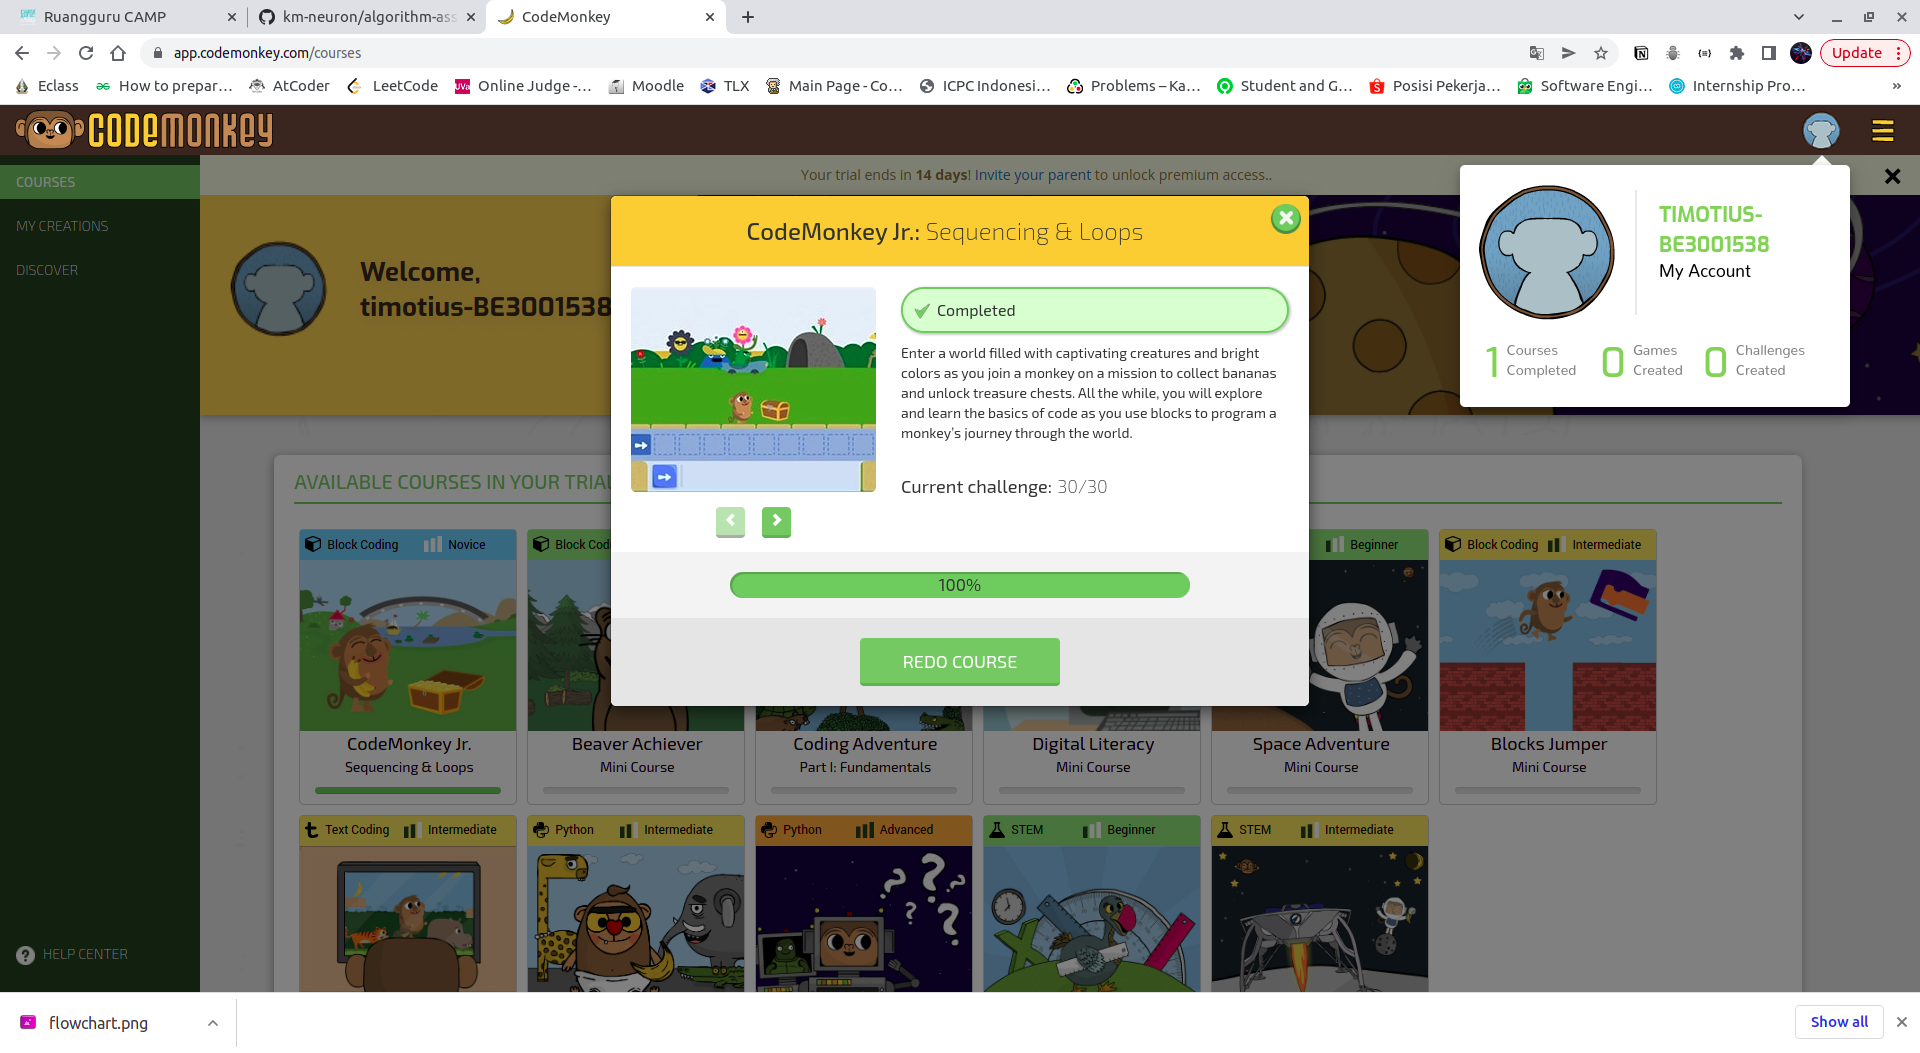 Ruangguru CAMP
km-neuron/algorithm-ass
CodeMonkey
app.codemonkey.com/courses
Update
Eclass
How to prepar…
AtCoder
LeetCode
Online Judge -…
Moodle
TLX
Main Page - Co…
ICPC Indonesi…
Problems – Ka…
Student and G…
Posisi Pekerja…
Software Engi…
Internship Pro…
»
CODEMONKEY
COURSES
MY CREATIONS
DISCOVER
HELP CENTER
Your trial ends in 14 days! Invite your parent to unlock premium access..
Welcome,
timotius-BE3001538
TIMOTIUS-
BE3001538
My Account
1 Courses Completed
0 Games Created
0 Challenges Created
CodeMonkey Jr.: Sequencing & Loops
Completed
Enter a world filled with captivating creatures and bright
colors as you join a monkey on a mission to collect bananas
and unlock treasure chests. All the while, you will explore
and learn the basics of code as you use blocks to program a
monkey's journey through the world.
Current challenge: 30/30
100%
REDO COURSE
AVAILABLE COURSES IN YOUR TRIAL
Block Coding Novice
CodeMonkey Jr.
Sequencing & Loops
Block Cod
Beaver Achiever
Mini Course
Coding Adventure
Part I: Fundamentals
Digital Literacy
Mini Course
Beginner
Space Adventure
Mini Course
Block Coding Intermediate
Blocks Jumper
Mini Course
Text Coding Intermediate
Python Intermediate
Python Advanced
STEM Beginner
STEM Intermediate
flowchart.png
Show all